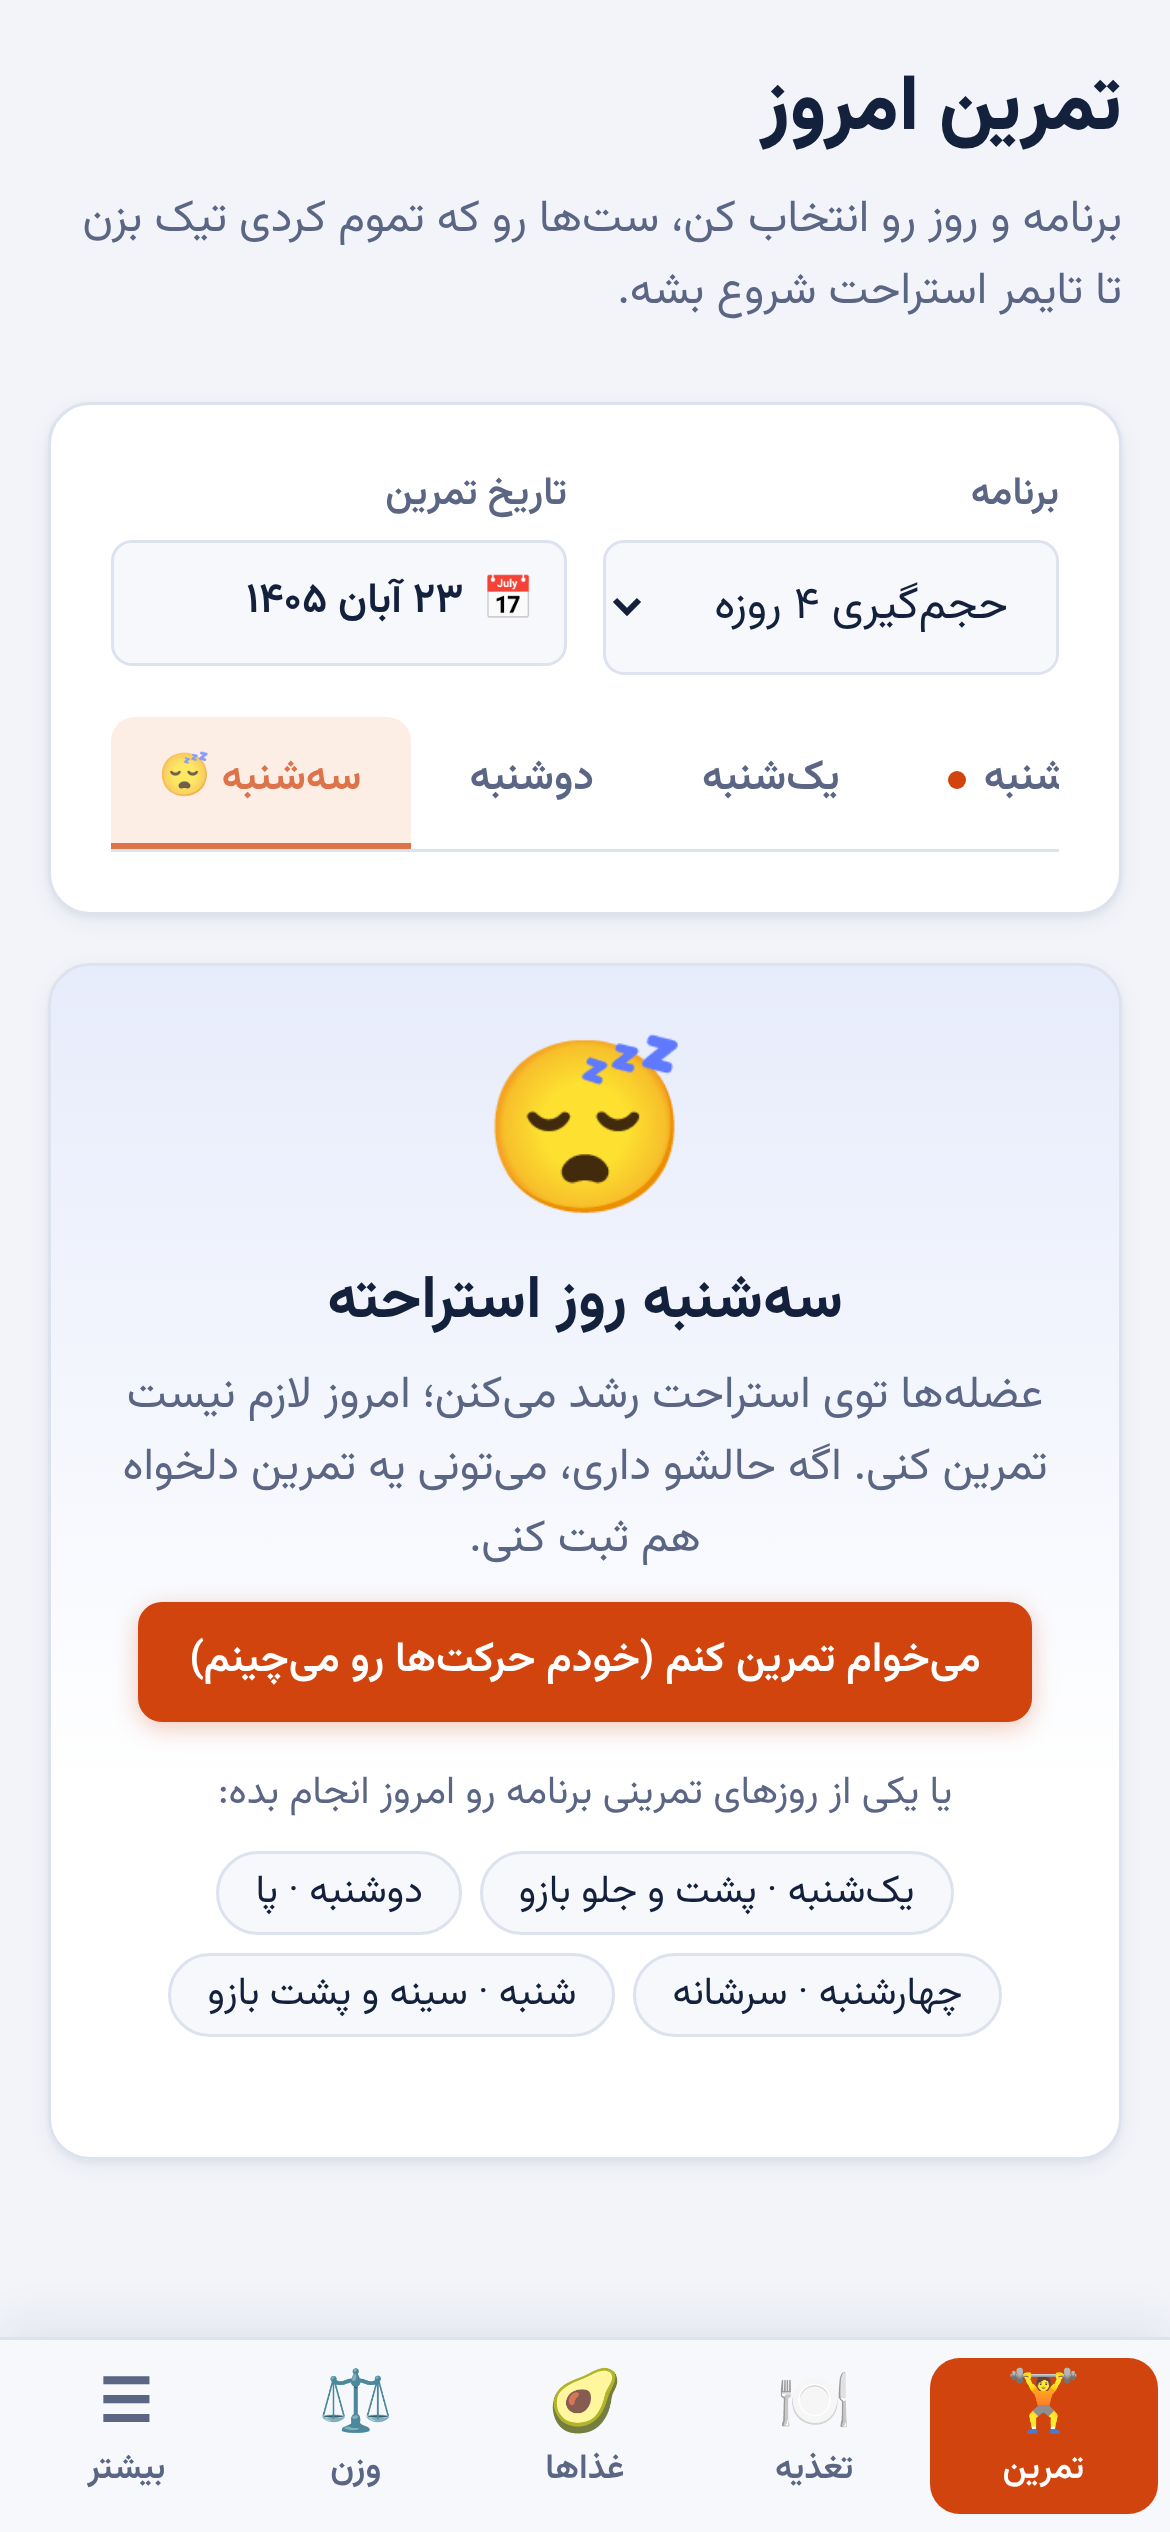 تمرین امروز
برنامه و روز رو انتخاب کن، ست‌ها رو که تموم کردی تیک بزن
تا تایمر استراحت شروع بشه.
برنامه
تاریخ تمرین
حجم‌گیری ۴ روزه
۲۳ آبان ۱۴۰۵
شنبه
یک‌شنبه
دوشنبه
سه‌شنبه
سه‌شنبه روز استراحته
عضله‌ها توی استراحت رشد می‌کنن؛ امروز لازم نیست
تمرین کنی. اگه حالشو داری، می‌تونی یه تمرین دلخواه
هم ثبت کنی.
می‌خوام تمرین کنم (خودم حرکت‌ها رو می‌چینم)
یا یکی از روزهای تمرینی برنامه رو امروز انجام بده:
یک‌شنبه · پشت و جلو بازو
دوشنبه · پا
چهارشنبه · سرشانه
شنبه · سینه و پشت بازو
تمرین
تغذیه
غذاها
وزن
بیشتر